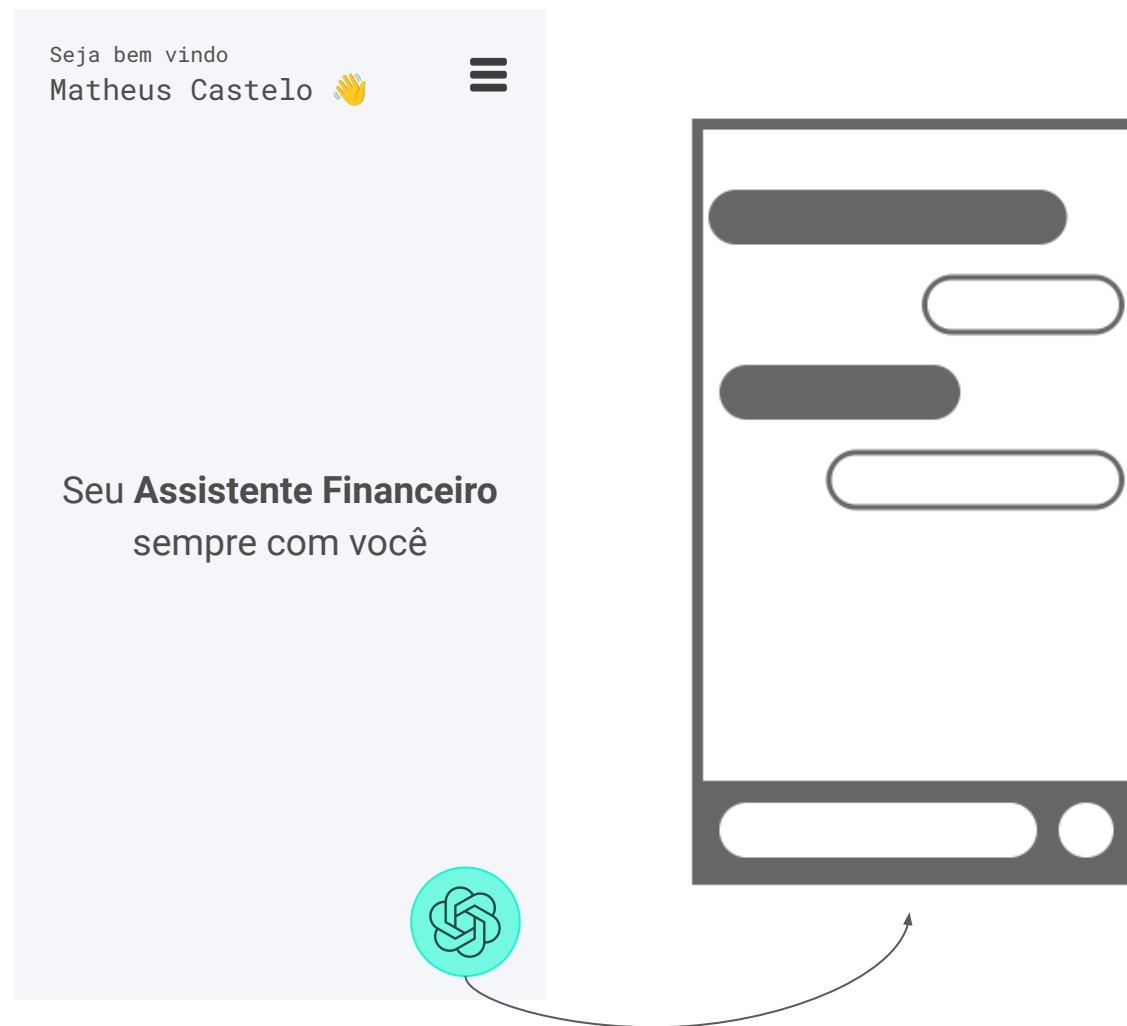 Seja bem vindo
Matheus Castelo 👋
Seu Assistente Financeiro
sempre com você